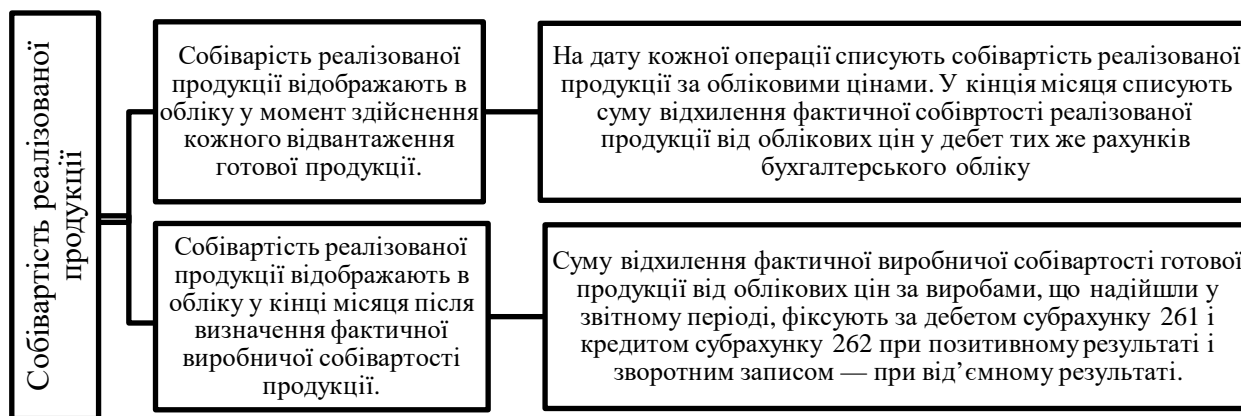 Собівартість реалізованої
продукції
Собіварість реалізованої
продукції відображають в
обліку у момент здійснення
кожного відвантаження
готової продукції.
На дату кожної операції списують собівартість реалізованої
продукції за обліковими цінами. У кінція місяця списують
суму відхилення фактичної собівртості реалізованої
продукції від облікових цін у дебет тих же рахунків
бухгалтерського обліку
Собівартість реалізованої
продукції відображають в
обліку у кінці місяця після
визначення фактичної
виробничої собівартості
продукції.
Суму відхилення фактичної виробничої собівартості готової
продукції від облікових цін за виробами, що надійшли у
звітному періоді, фіксують за дебетом субрахунку 261 і
кредитом субрахунку 262 при позитивному результаті і
зворотним записом — при від’ємному результаті.